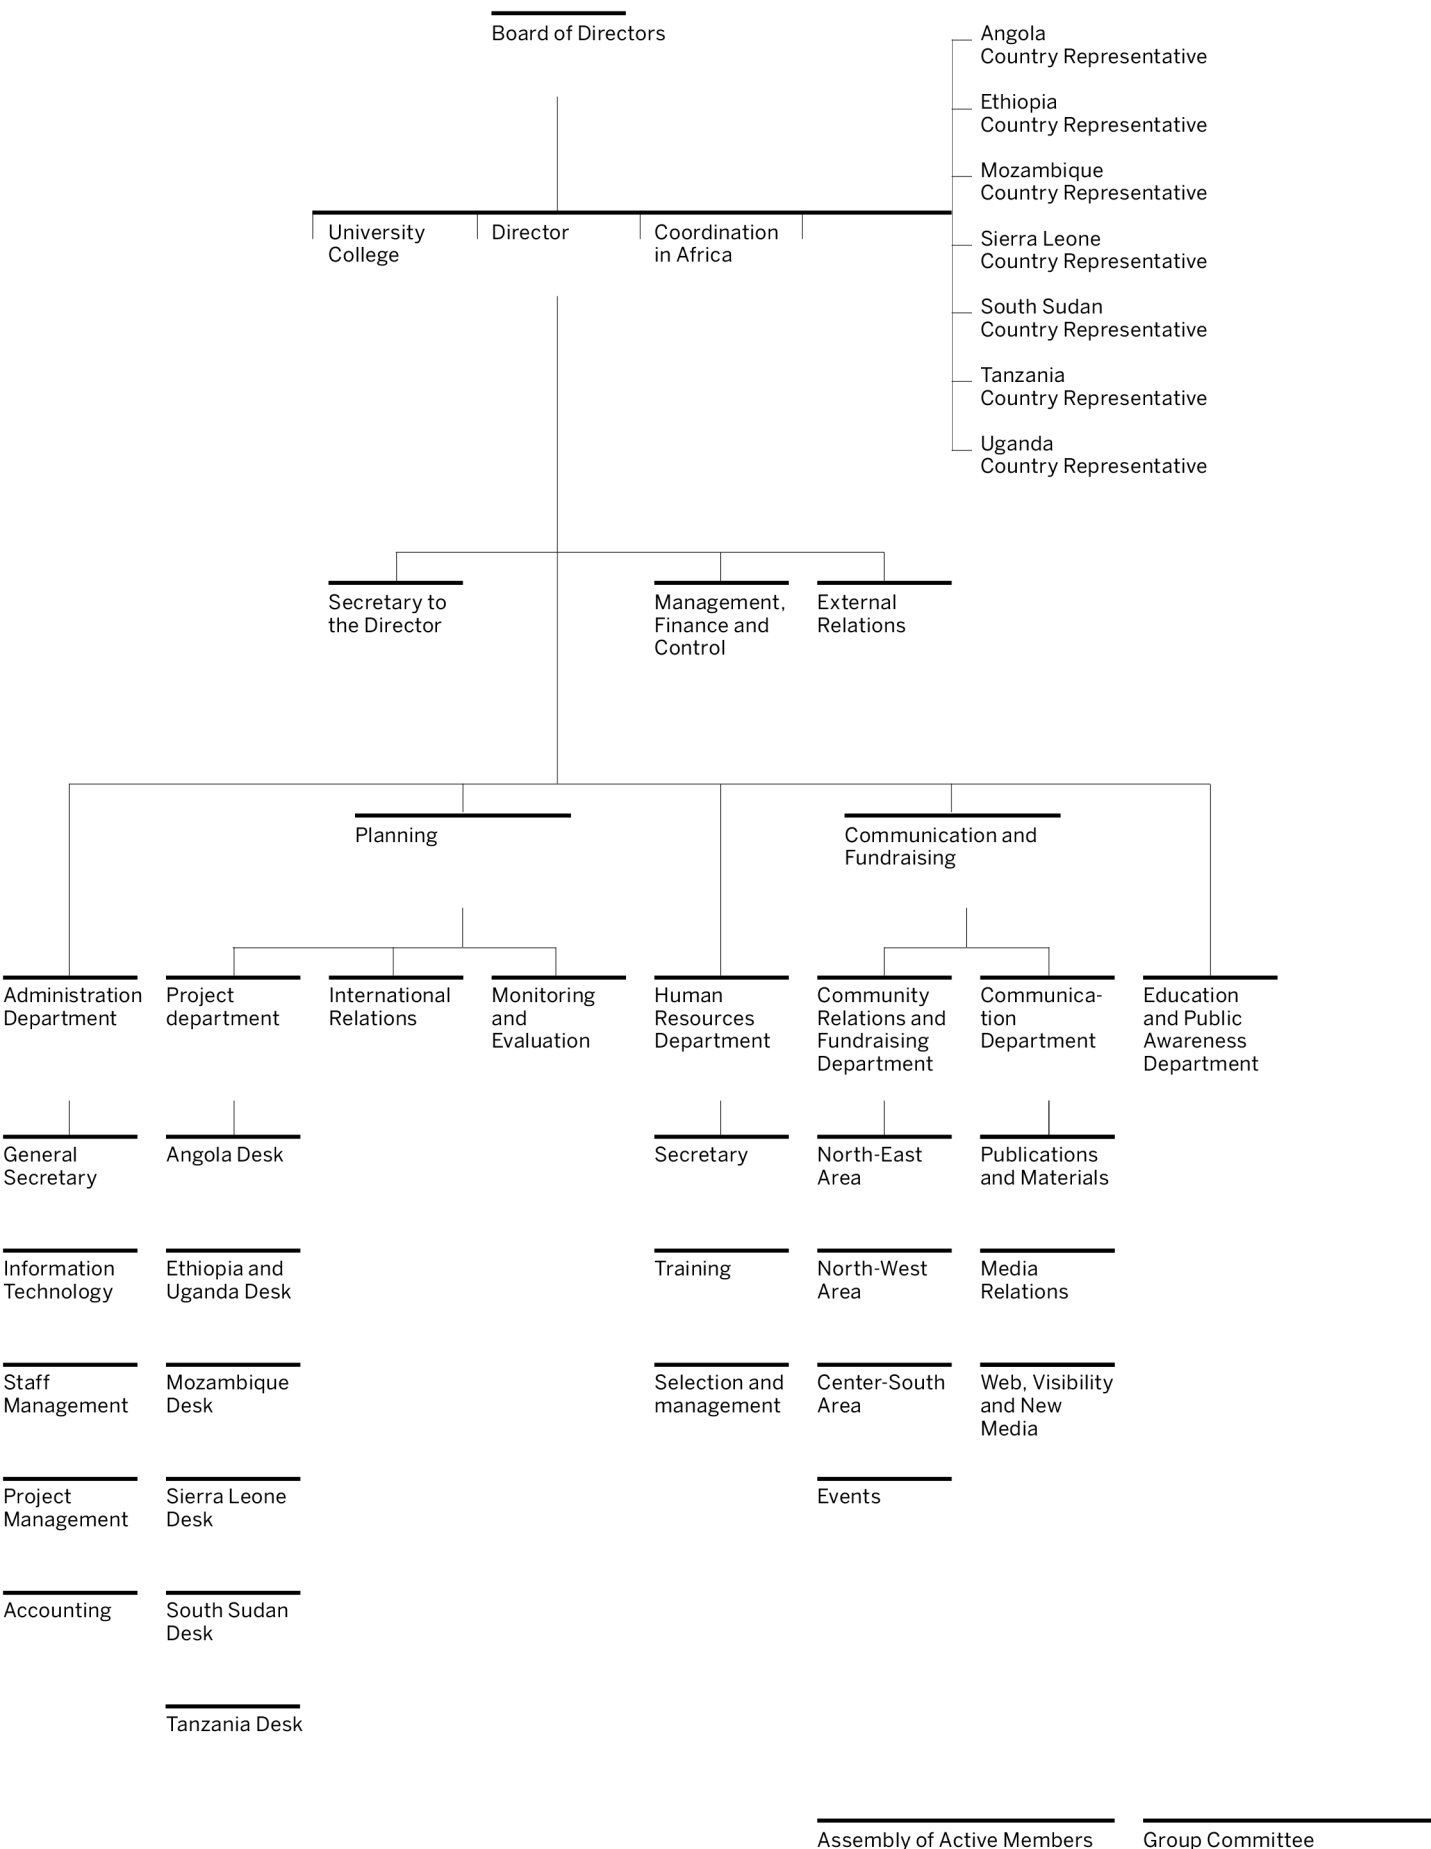 Board of Directors
Angola
Country Representative
Ethiopia
Country Representative
Mozambique
Country Representative
Sierra Leone
Country Representative
South Sudan
Country Representative
Tanzania
Country Representative
Uganda
Country Representative
University
College
Director
Coordination
in Africa
Secretary to
the Director
Management,
Finance and
Control
External
Relations
Planning
Communication and
Fundraising
Administration
Department
Project
department
International
Relations
Monitoring
and
Evaluation
Human
Resources
Department
Community
Relations and
Fundraising
Department
Communica-
tion
Department
Education
and Public
Awareness
Department
General
Secretary
Angola Desk
Secretary
North-East
Area
Publications
and Materials
Information
Technology
Ethiopia and
Uganda Desk
Training
North-West
Area
Media
Relations
Staff
Management
Mozambique
Desk
Selection and
management
Center-South
Area
Web, Visibility
and New
Media
Project
Management
Sierra Leone
Desk
Events
Accounting
South Sudan
Desk
Tanzania Desk
Assembly of Active Members
Group Committee